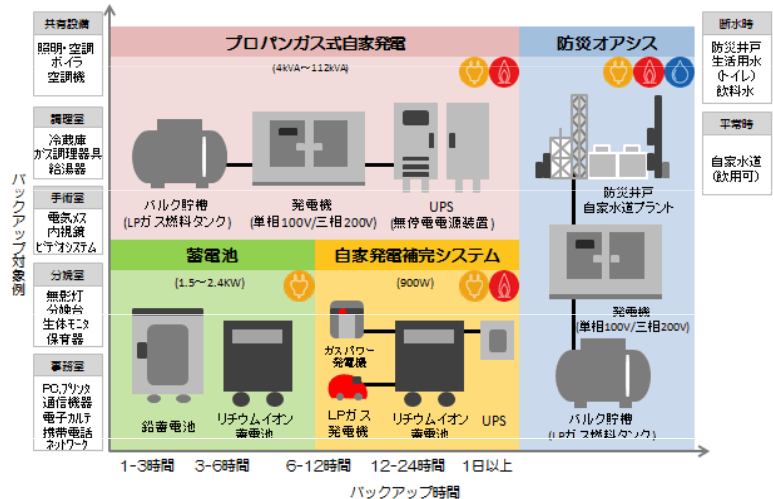 共有設備
照明・空調
ボイラ
空調機
調理室
冷蔵庫
ガス調理器具
給湯器
手術室
電気メス
内視鏡
ビデオシステム
分娩室
無影灯
分娩台
生体モニタ
保育器
事務室
PC,プリンタ
通信機器
電子カルテ
携帯電話
ネットワーク
バックアップ対象例
プロパンガス式自家発電
(4kVA~112kVA)
バルク貯槽
(LPガス燃料タンク)
発電機
(単相100V/三相200V)
UPS
(無停電電源装置)
蓄電池
(1.5~2.4KW)
鉛蓄電池
リチウムイオン
蓄電池
自家発電補完システム
(900W)
ガスパワー
発電機
LPガス
発電機
リチウムイオン
蓄電池
UPS
防災オアシス
防災井戸
自家水道プラント
発電機
(単相100V/三相200V)
バルク貯槽
(LPガス燃料タンク)
断水時
防災井戸
生活用水
(トイレ)
飲料水
平常時
自家水道
(飲用可)
1-3時間
3-6時間
6-12時間
12-24時間
1日以上
バックアップ時間